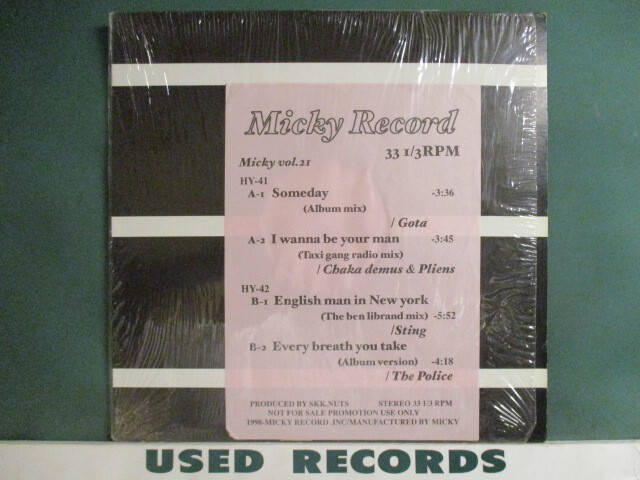 Micky Record
33 1/3RPM
Micky vol.21
HY-41
A-1 Someday -3:36
(Album mix)
/ Gota
A-2 I wanna be your man -3:45
(Taxi gang radio mix)
/ Chaka demus & Pliens
HY-42
B-1 English man in New york
(The ben librand mix) -5:52
/Sting
B-2 Every breath you take
(Album version) -4:18
/ The Police
PRODUCED BY SKK.NUTS STEREO 33 1/3 RPM
NOT FOR SALE PROMOTION USE ONLY
1998-MICKY RECORD .INC/MANUFACTURED BY MICKY
USED RECORDS